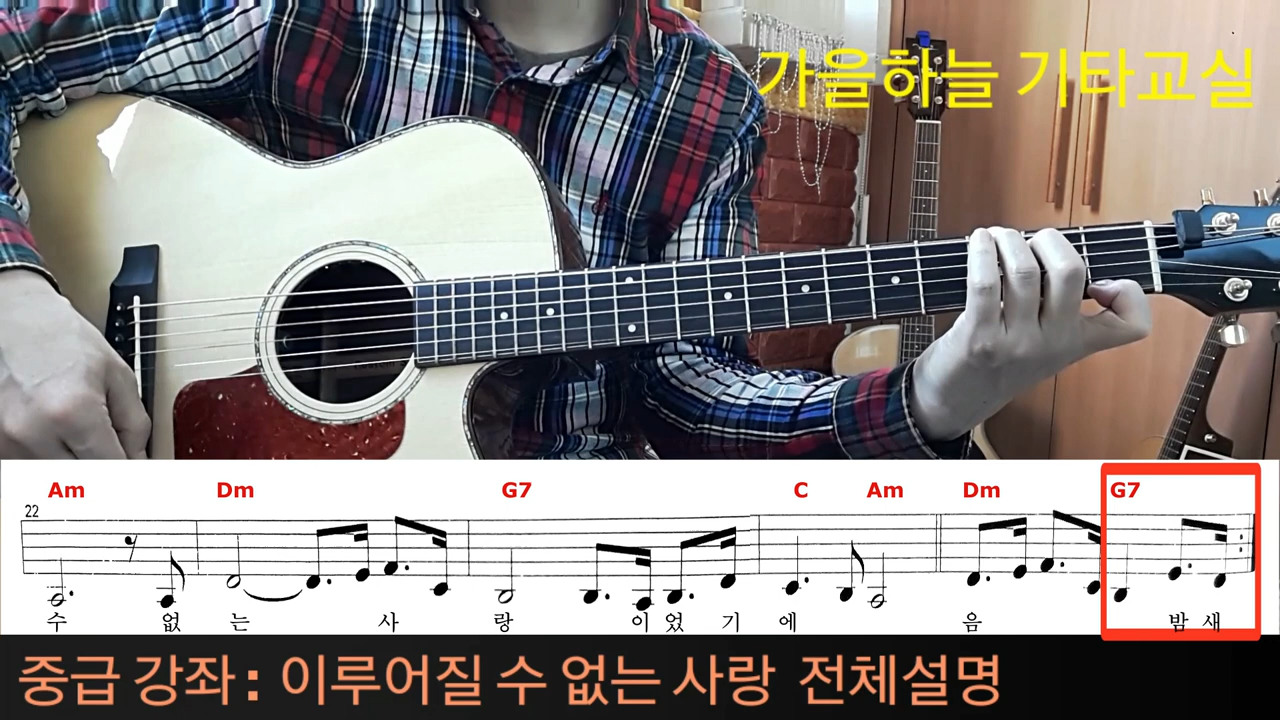 가을하늘 기타교실
Am Dm G7 C Am Dm G7
22
수 없 는 사 랑 이 었 기 에 음 밤 새
중급 강좌 : 이루어질 수 없는 사랑 전체설명